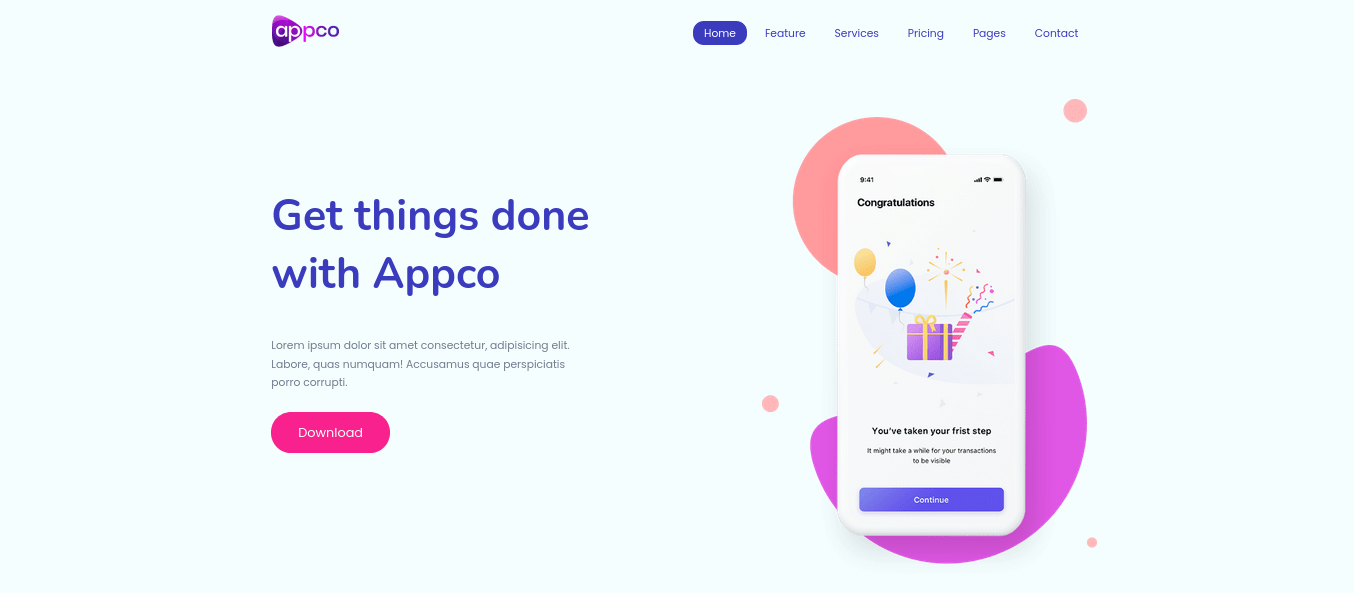 appco
Home Feature Services Pricing Pages Contact
Get things done
with Appco
Lorem ipsum dolor sit amet consectetur, adipisicing elit.
Labore, quas numquam! Accusamus quae perspiciatis
porro corrupti.
Download
9:41
Congratulations
You've taken your frist step
It might take a while for your transactions
to be visible
Continue